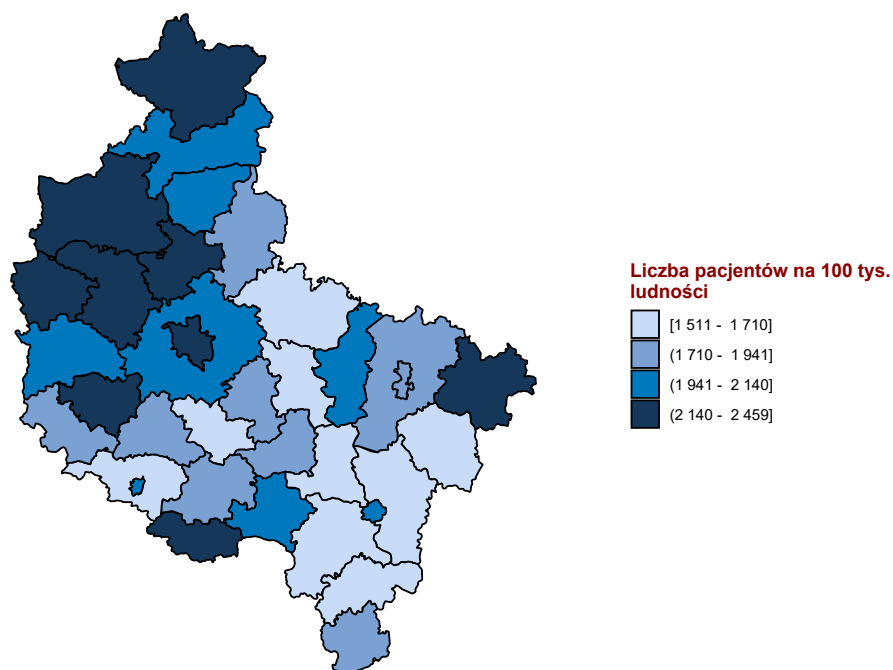 Liczba pacjentów na 100 tys.
ludności
[1 511 - 1 710]
(1 710 - 1 941]
(1 941 - 2 140]
(2 140 - 2 459]